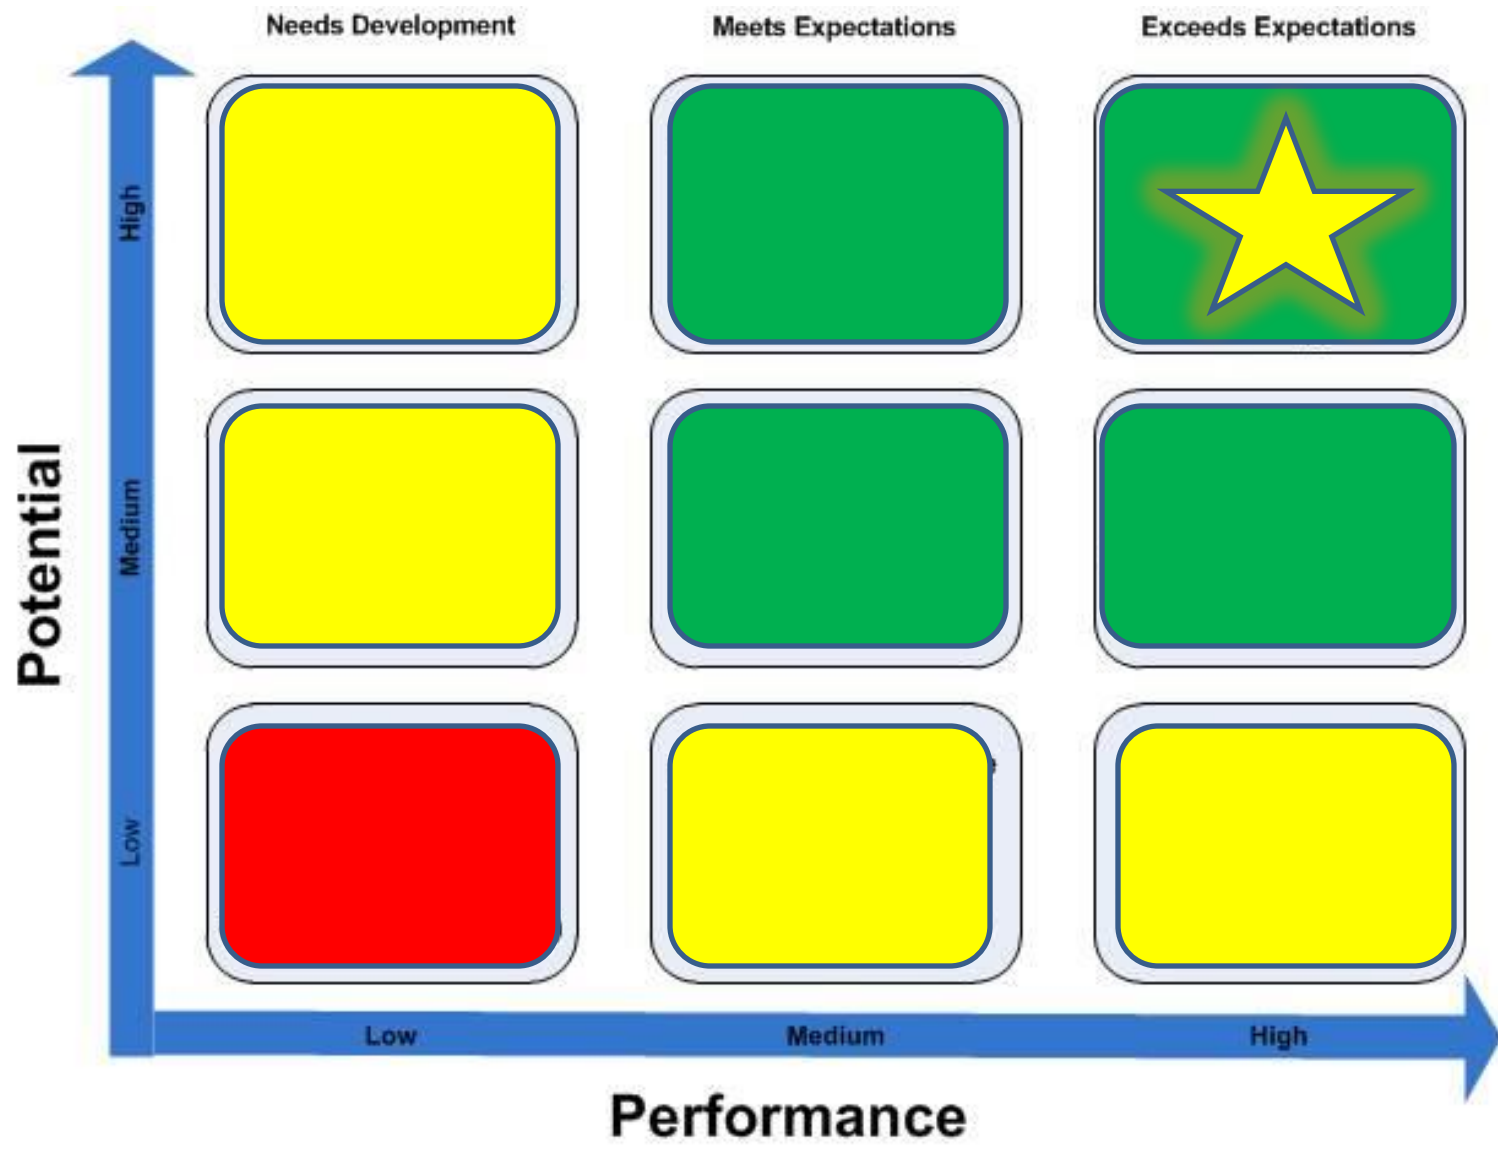 Needs Development
Meets Expectations
Exceeds Expectations
High
Medium
Low
Potential
Low
Medium
High
Performance